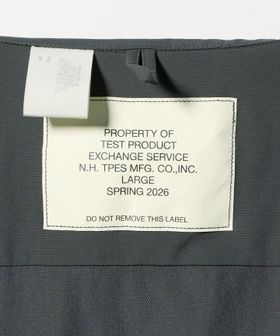 PROPERTY OF
TEST PRODUCT
EXCHANGE SERVICE
N.H. TPES MFG. CO.,INC.
LARGE
SPRING 2026
DO NOT REMOVE THIS LABEL